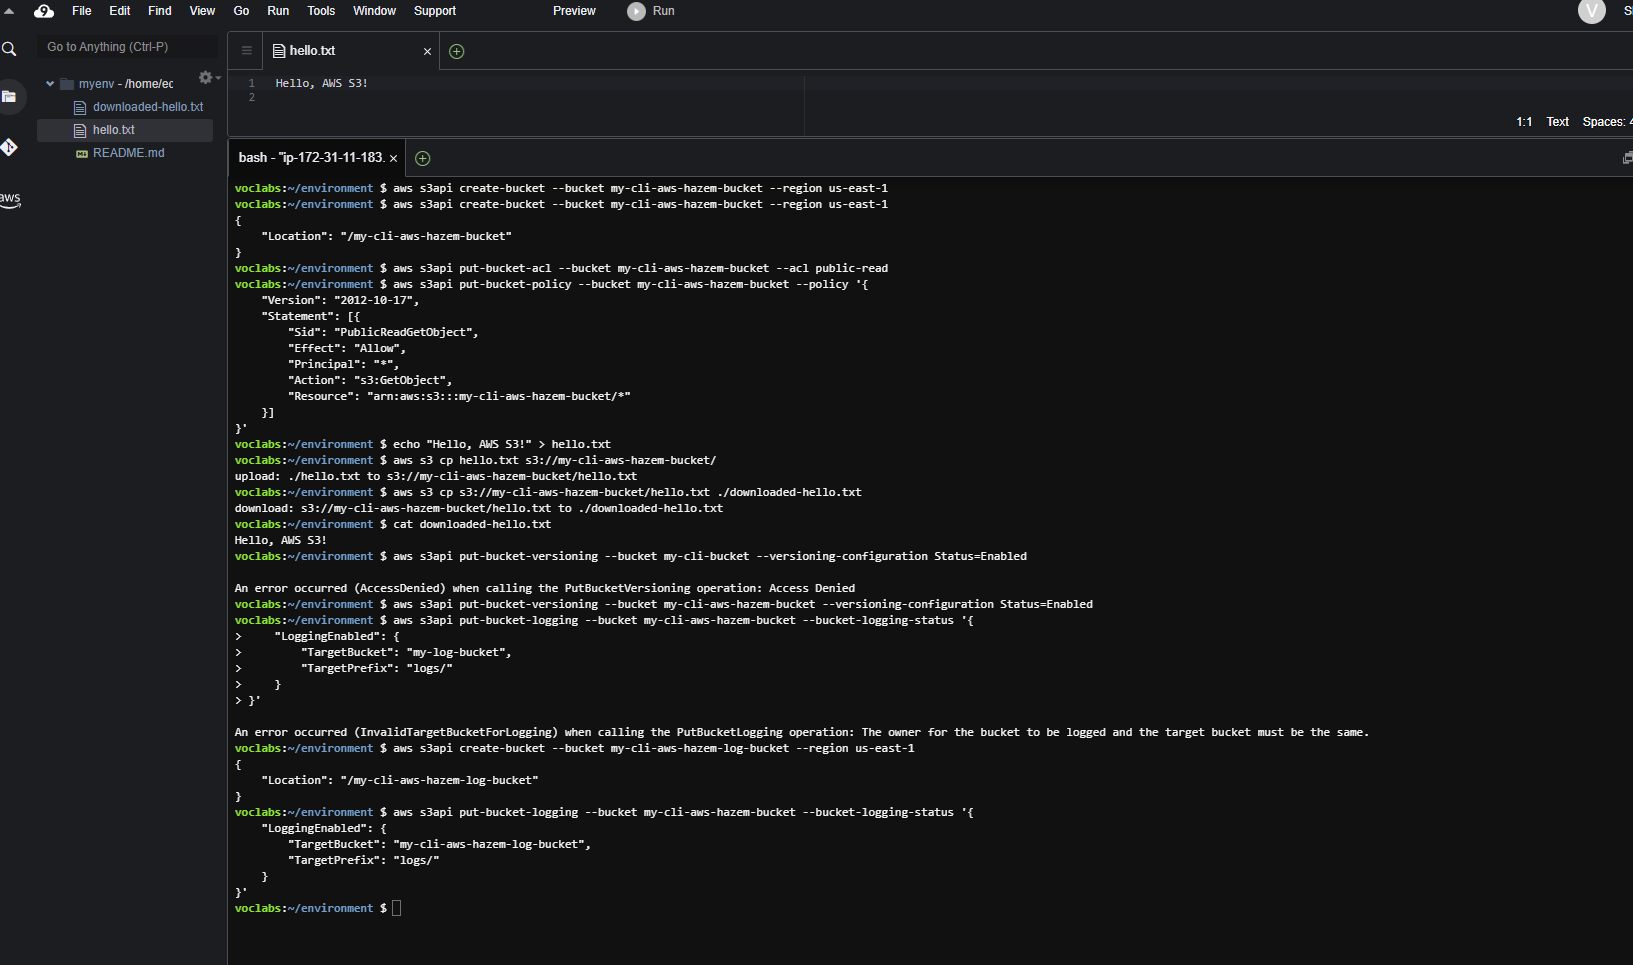 File Edit Find View Go Run Tools Window Support Preview Run V
Go to Anything (Ctrl-P)
hello.txt
myenv - /home/ec
downloaded-hello.txt
hello.txt
README.md
aws
1 Hello, AWS S3!
2
1:1 Text Spaces: 4
bash - "ip-172-31-11-183.
voclabs:~/environment $ aws s3api create-bucket --bucket my-cli-aws-hazem-bucket --region us-east-1
voclabs:~/environment $ aws s3api create-bucket --bucket my-cli-aws-hazem-bucket --region us-east-1
{
    "Location": "/my-cli-aws-hazem-bucket"
}
voclabs:~/environment $ aws s3api put-bucket-acl --bucket my-cli-aws-hazem-bucket --acl public-read
voclabs:~/environment $ aws s3api put-bucket-policy --bucket my-cli-aws-hazem-bucket --policy '{
    "Version": "2012-10-17",
    "Statement": [{
        "Sid": "PublicReadGetObject",
        "Effect": "Allow",
        "Principal": "*",
        "Action": "s3:GetObject",
        "Resource": "arn:aws:s3:::my-cli-aws-hazem-bucket/*"
    }]
}'
voclabs:~/environment $ echo "Hello, AWS S3!" > hello.txt
voclabs:~/environment $ aws s3 cp hello.txt s3://my-cli-aws-hazem-bucket/
upload: ./hello.txt to s3://my-cli-aws-hazem-bucket/hello.txt
voclabs:~/environment $ aws s3 cp s3://my-cli-aws-hazem-bucket/hello.txt ./downloaded-hello.txt
download: s3://my-cli-aws-hazem-bucket/hello.txt to ./downloaded-hello.txt
voclabs:~/environment $ cat downloaded-hello.txt
Hello, AWS S3!
voclabs:~/environment $ aws s3api put-bucket-versioning --bucket my-cli-bucket --versioning-configuration Status=Enabled
An error occurred (AccessDenied) when calling the PutBucketVersioning operation: Access Denied
voclabs:~/environment $ aws s3api put-bucket-versioning --bucket my-cli-aws-hazem-bucket --versioning-configuration Status=Enabled
voclabs:~/environment $ aws s3api put-bucket-logging --bucket my-cli-aws-hazem-bucket --bucket-logging-status '{
>     "LoggingEnabled": {
>         "TargetBucket": "my-log-bucket",
>         "TargetPrefix": "logs/"
>     }
> }'
An error occurred (InvalidTargetBucketForLogging) when calling the PutBucketLogging operation: The owner for the bucket to be logged and the target bucket must be the same.
voclabs:~/environment $ aws s3api create-bucket --bucket my-cli-aws-hazem-log-bucket --region us-east-1
{
    "Location": "/my-cli-aws-hazem-log-bucket"
}
voclabs:~/environment $ aws s3api put-bucket-logging --bucket my-cli-aws-hazem-bucket --bucket-logging-status '{
    "LoggingEnabled": {
        "TargetBucket": "my-cli-aws-hazem-log-bucket",
        "TargetPrefix": "logs/"
    }
}'
voclabs:~/environment $